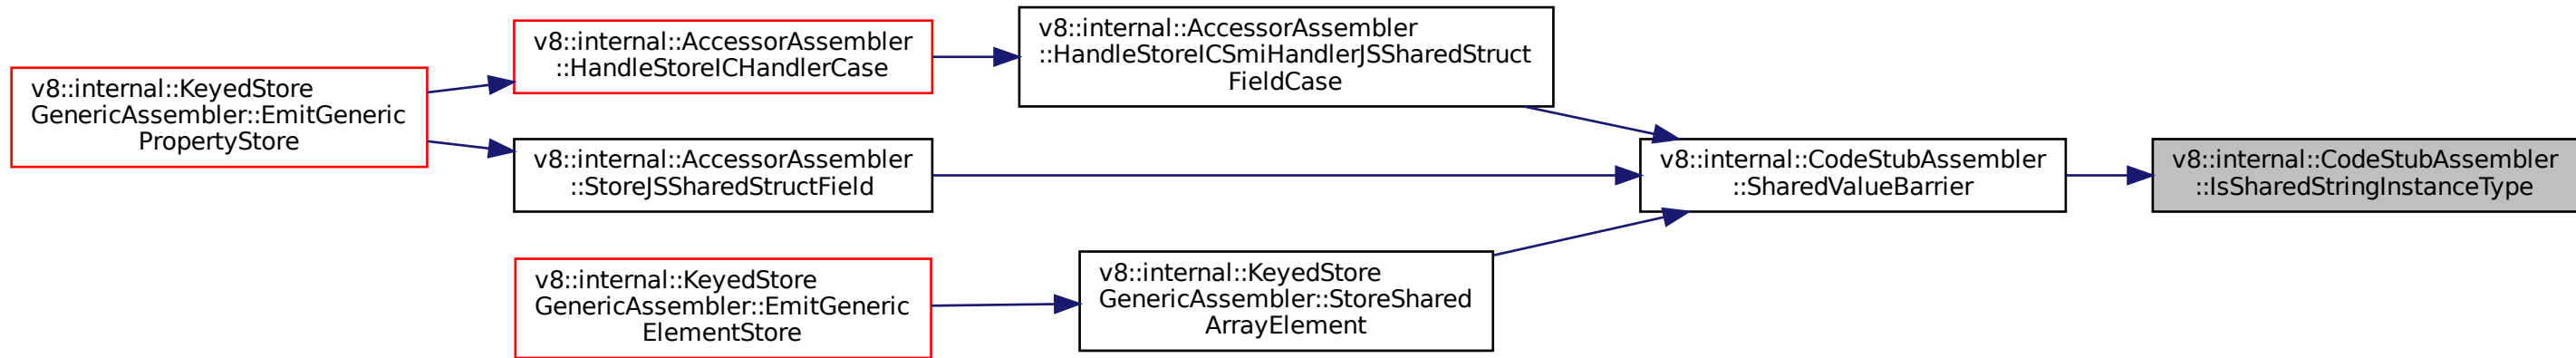 v8::internal::KeyedStore
GenericAssembler::EmitGeneric
PropertyStore
v8::internal::AccessorAssembler
::HandleStoreICHandlerCase
v8::internal::AccessorAssembler
::StoreJSSharedStructField
v8::internal::KeyedStore
GenericAssembler::EmitGeneric
ElementStore
v8::internal::AccessorAssembler
::HandleStoreICSmiHandlerJSSharedStruct
FieldCase
v8::internal::KeyedStore
GenericAssembler::StoreShared
ArrayElement
v8::internal::CodeStubAssembler
::SharedValueBarrier
v8::internal::CodeStubAssembler
::IsSharedStringInstanceType